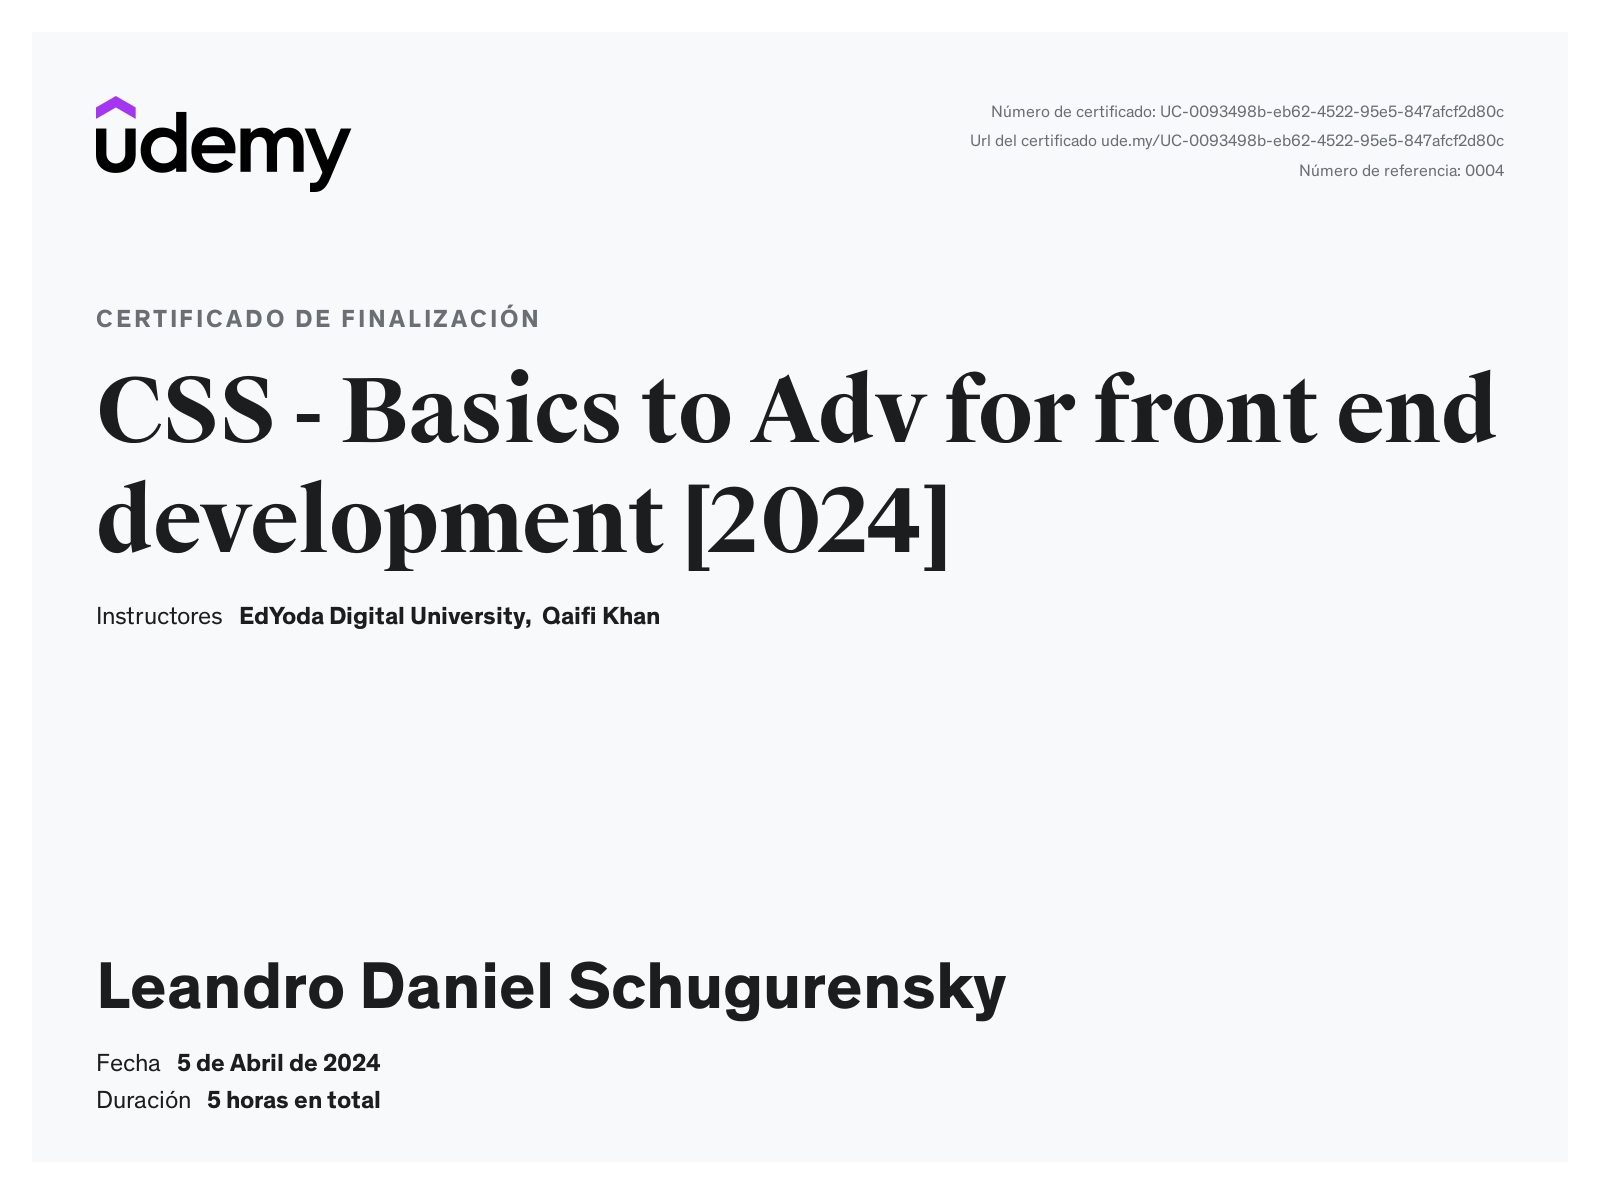 udemy
Número de certificado: UC-0093498b-eb62-4522-95e5-847afcf2d80c
Url del certificado ude.my/UC-0093498b-eb62-4522-95e5-847afcf2d80c
Número de referencia: 0004
CERTIFICADO DE FINALIZACIÓN
CSS - Basics to Adv for front end
development [2024]
Instructores EdYoda Digital University, Qaifi Khan
Leandro Daniel Schugurensky
Fecha 5 de Abril de 2024
Duración 5 horas en total